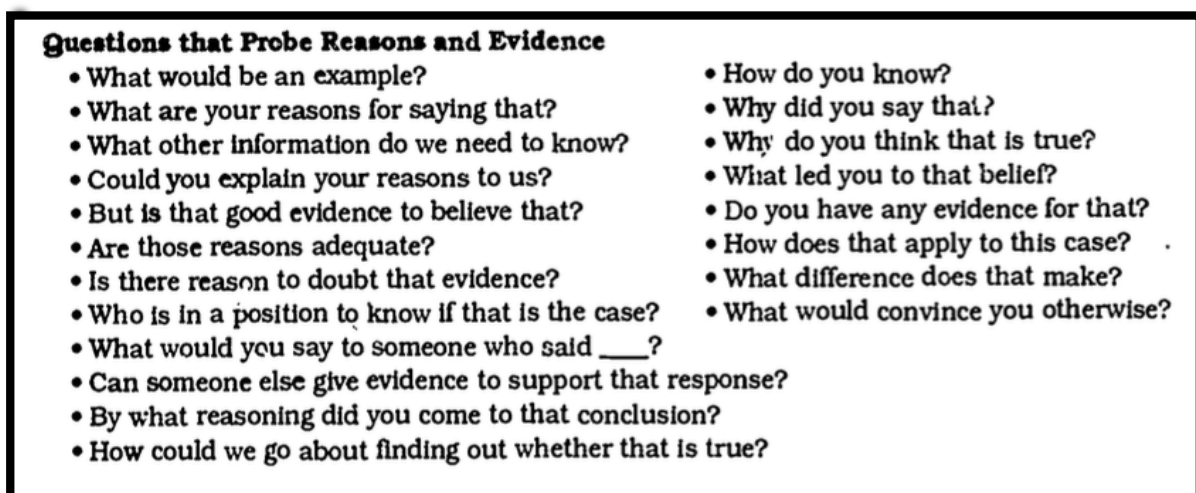 Questions that Probe Reasons and Evidence
• What would be an example?
• What are your reasons for saying that?
• What other information do we need to know?
• Could you explain your reasons to us?
• But is that good evidence to believe that?
• Are those reasons adequate?
• Is there reason to doubt that evidence?
• Who is in a position to know if that is the case?
• What would you say to someone who said ___?
• Can someone else give evidence to support that response?
• By what reasoning did you come to that conclusion?
• How could we go about finding out whether that is true?
• How do you know?
• Why did you say that?
• Why do you think that is true?
• What led you to that belief?
• Do you have any evidence for that?
• How does that apply to this case?
• What difference does that make?
• What would convince you otherwise?